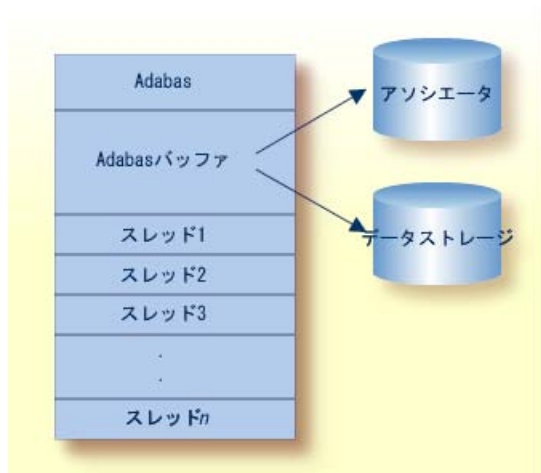 Adabas
Adabasバッファ
スレッド1
スレッド2
スレッド3
.
.
スレッドn
アソシエータ
データストレージ